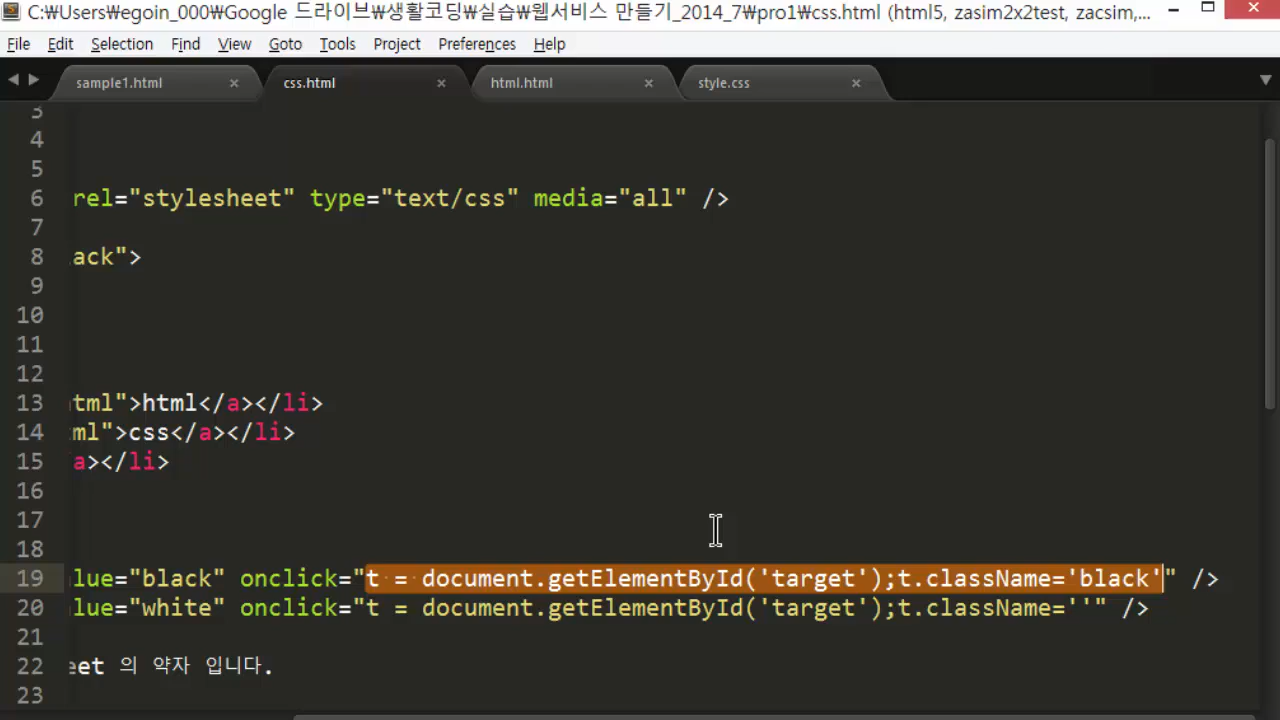 C:\Users\egoin_000\Google 드라이브\생활코딩\실습\웹서비스 만들기_2014_7\pro1\css.html (html5, zasim2x2test, zacsim,...
File Edit Selection Find View Goto Tools Project Preferences Help
sample1.html × css.html × html.html × style.css ×
3
4
5
6 rel="stylesheet" type="text/css" media="all" />
7
8 ack">
9
10
11
12
13 tml">html</a></li>
14 ml">css</a></li>
15 a></li>
16
17
18
19 lue="black" onclick="t = document.getElementById('target');t.className='black'" />
20 lue="white" onclick="t = document.getElementById('target');t.className=''" />
21
22 eet 의 약자 입니다.
23